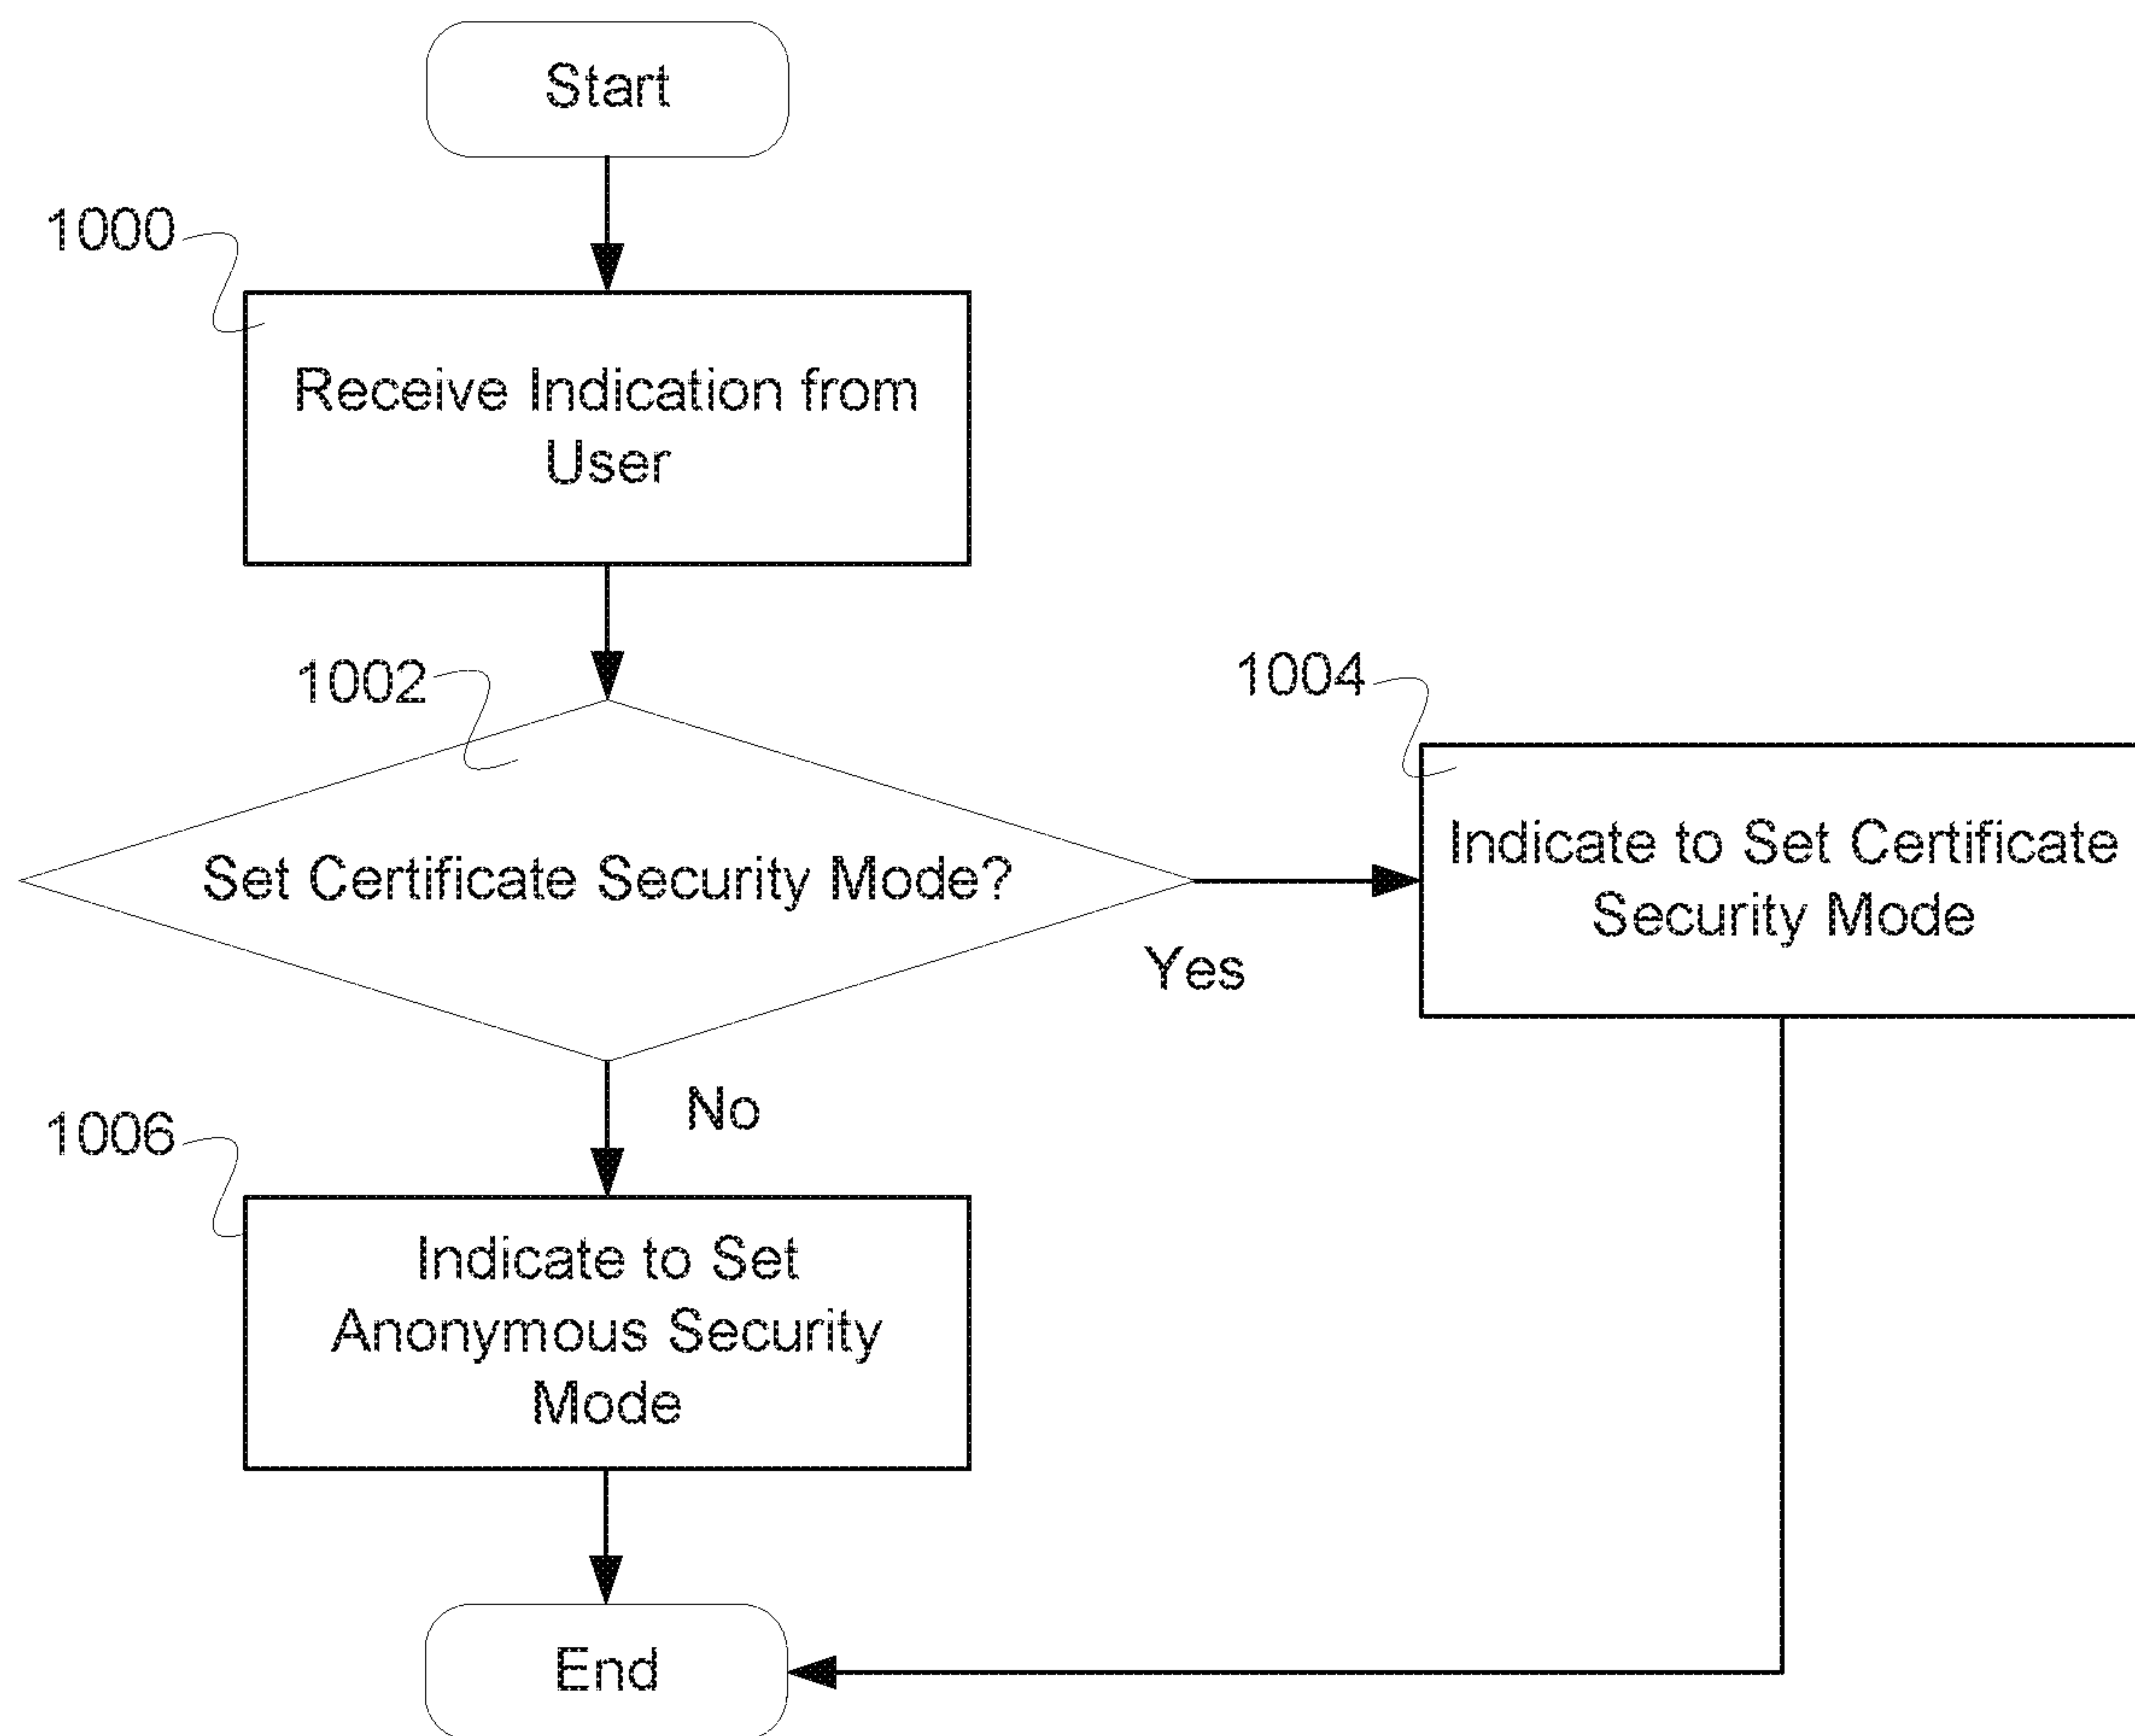 Start
1000
Receive Indication from
User
1002
Set Certificate Security Mode?
Yes
1004
Indicate to Set Certificate
Security Mode
No
1006
Indicate to Set
Anonymous Security
Mode
End